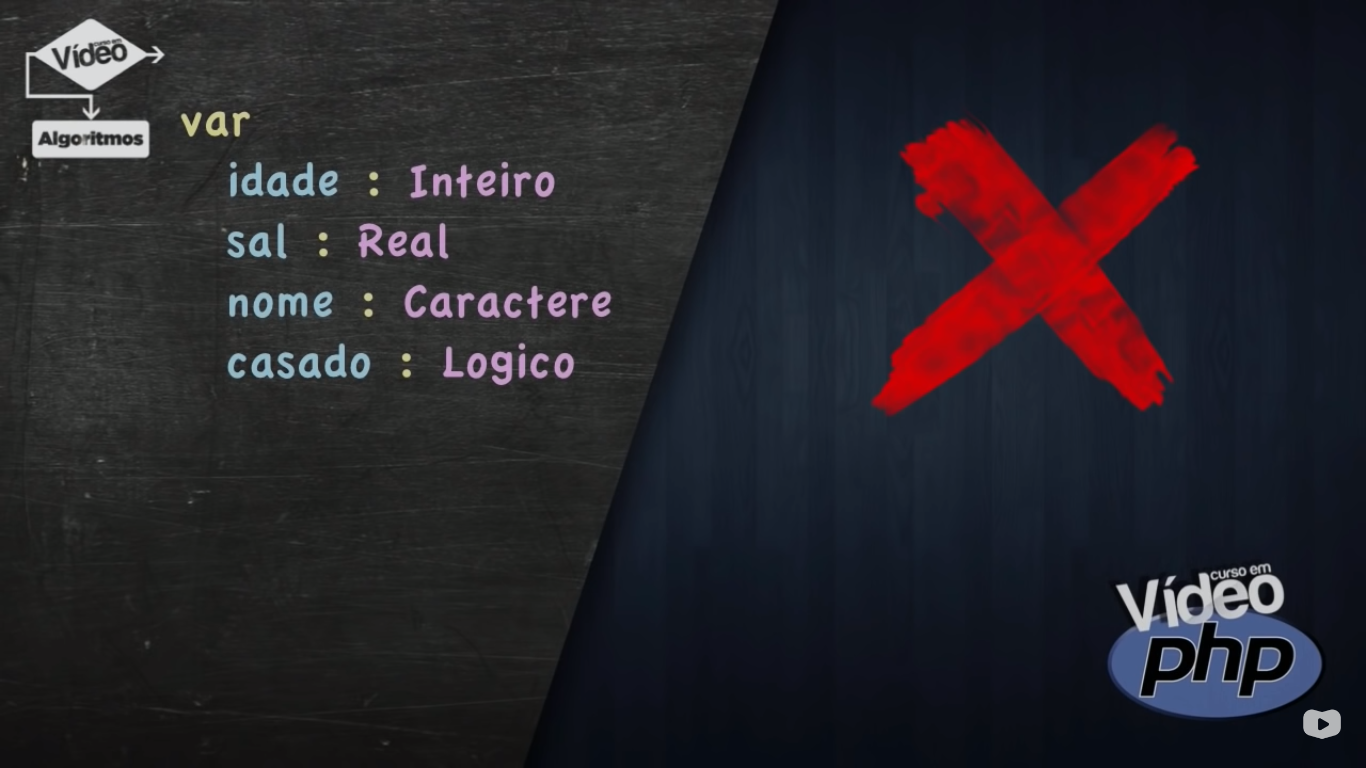 curso em
Vídeo
Algoritmos
var
idade : Inteiro
sal : Real
nome : Caractere
casado : Logico
curso em
Vídeo
php